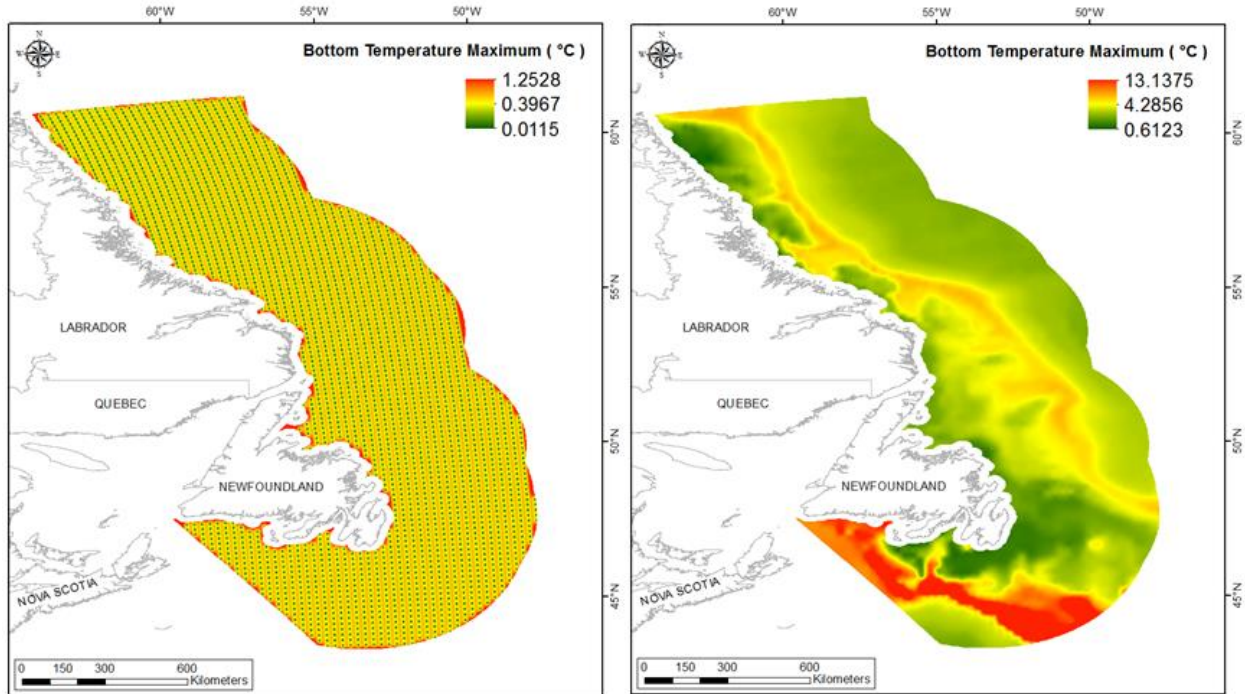 60°W 55°W 50°W
N
W E
S
Bottom Temperature Maximum ( °C )
1.2528
0.3967
0.0115
60°N
55°N
50°N
45°N
LABRADOR
QUEBEC
NEWFOUNDLAND
NOVA SCOTIA
0 150 300 600
Kilometers
60°W 55°W 50°W
N
W E
S
Bottom Temperature Maximum ( °C )
13.1375
4.2856
0.6123
60°N
55°N
50°N
45°N
LABRADOR
QUEBEC
NEWFOUNDLAND
NOVA SCOTIA
0 150 300 600
Kilometers